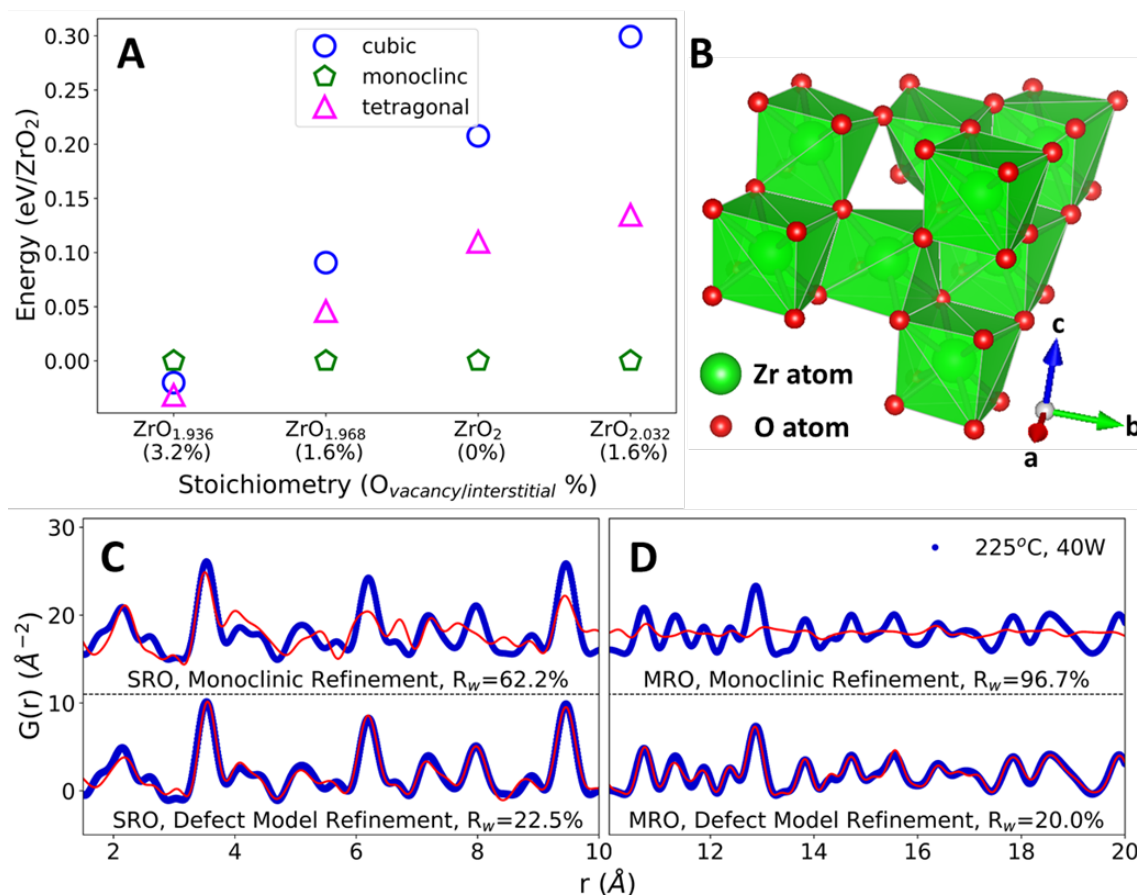 A
cubic
monoclinc
tetragonal
0.30
0.25
0.20
0.15
0.10
0.05
0.00
Energy (eV/ZrO₂)
ZrO₁.₉₃₆ ZrO₁.₉₆₈ ZrO₂ ZrO₂.₀₃₂
(3.2%) (1.6%) (0%) (1.6%)
Stoichiometry (Ovacancy/interstitial %)
B
Zr atom
O atom
c
b
a
C
30
20
10
0
G(r) (Å⁻²)
SRO, Monoclinic Refinement, Rw=62.2%
SRO, Defect Model Refinement, Rw=22.5%
2 4 6 8 10
D
225°C, 40W
MRO, Monoclinic Refinement, Rw=96.7%
MRO, Defect Model Refinement, Rw=20.0%
12 14 16 18 20
r (Å)